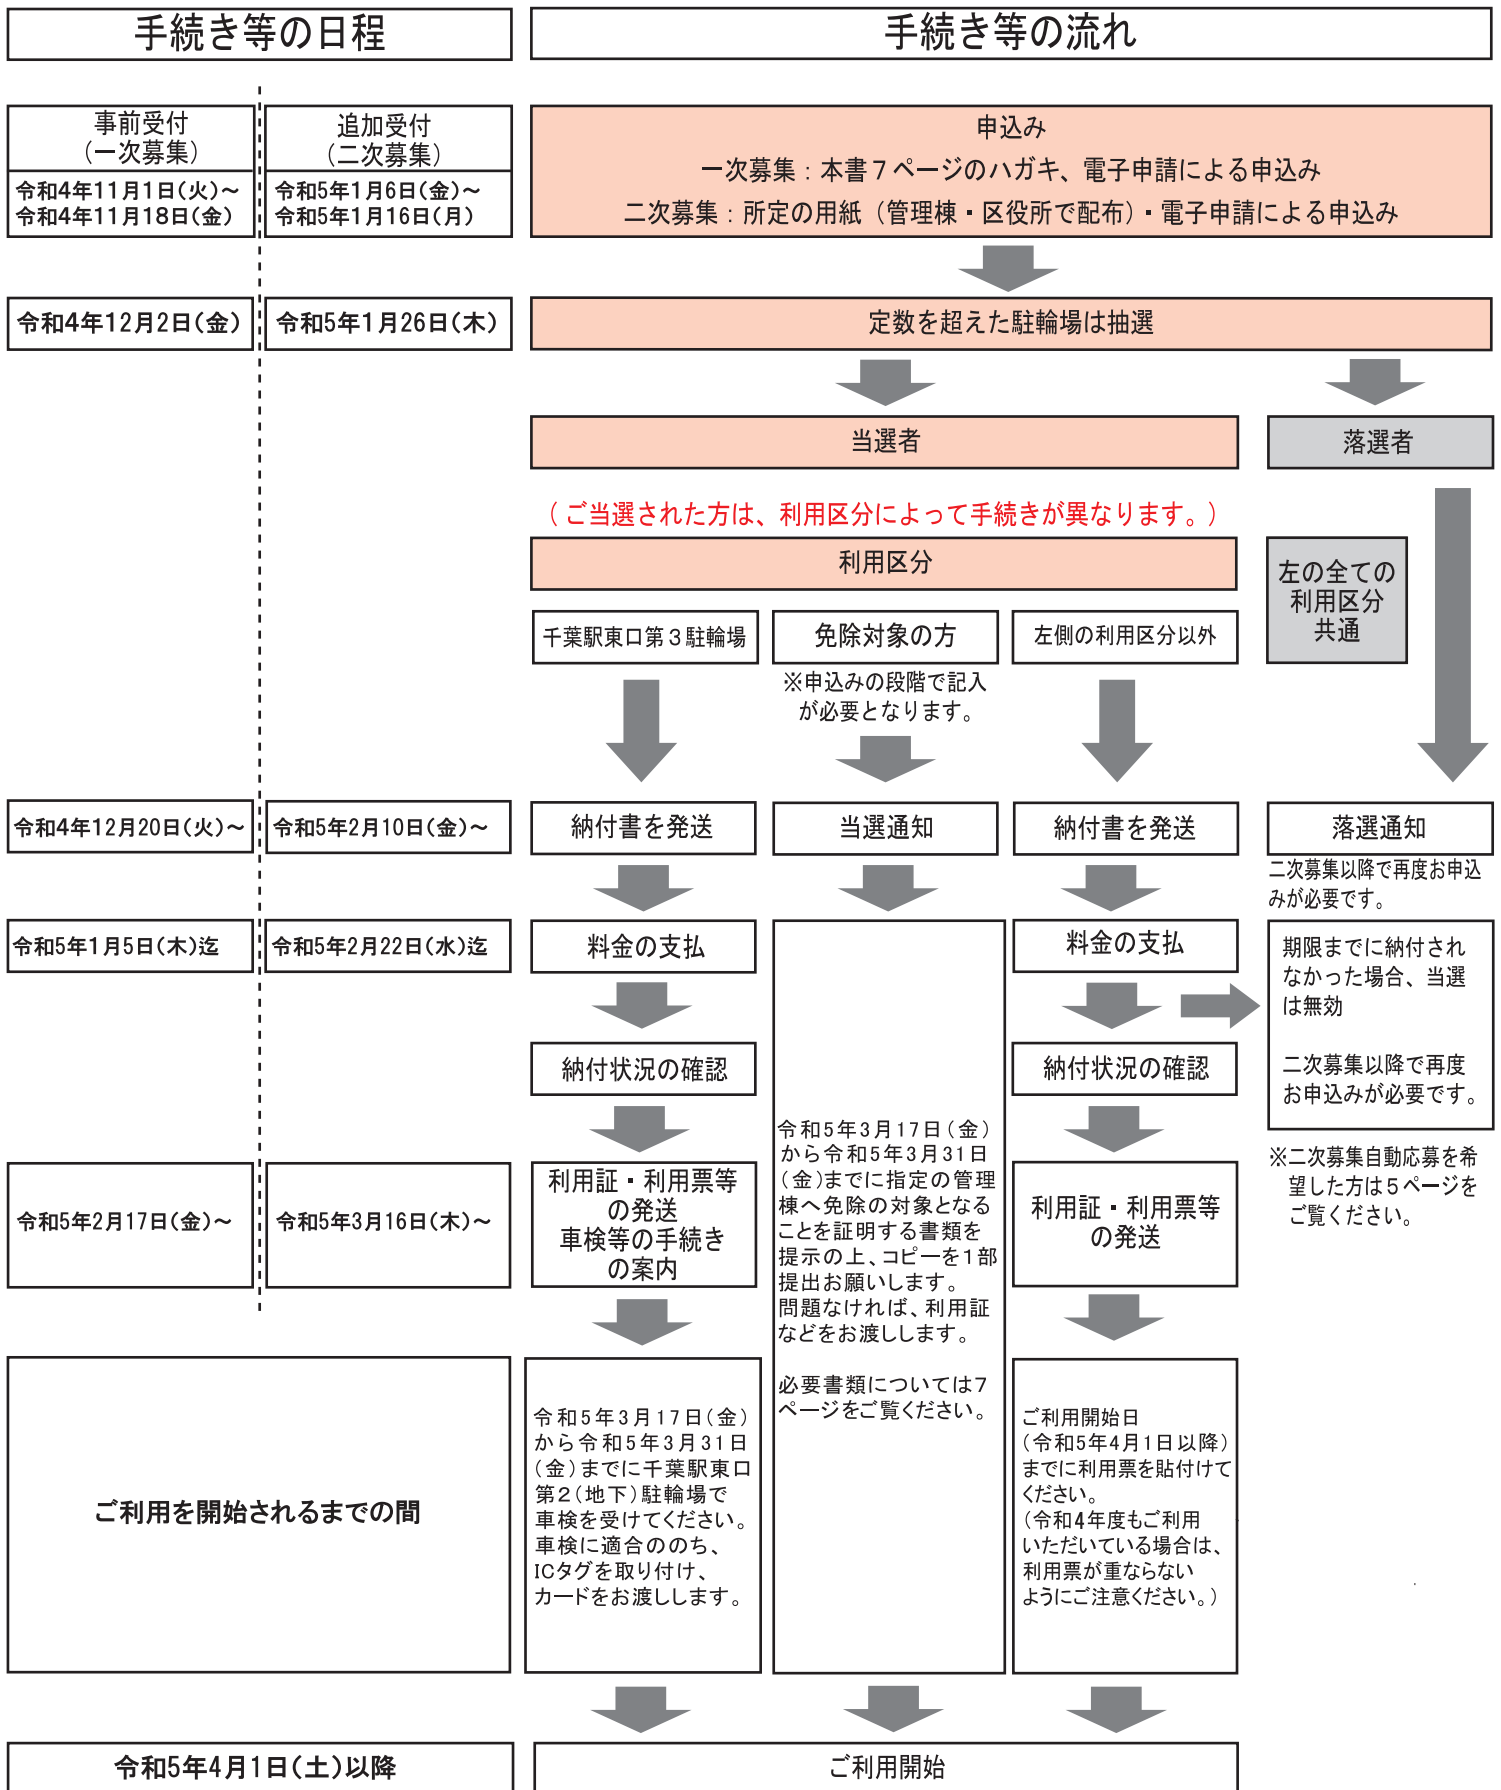 手続き等の日程
手続き等の流れ
事前受付
(一次募集)
令和4年11月1日(火)～
令和4年11月18日(金)
追加受付
(二次募集)
令和5年1月6日(金)～
令和5年1月16日(月)
申込み
一次募集：本書７ページのハガキ、電子申請による申込み
二次募集：所定の用紙（管理棟・区役所で配布）・電子申請による申込み
令和4年12月2日(金)
令和5年1月26日(木)
定数を超えた駐輪場は抽選
当選者
落選者
（ご当選された方は、利用区分によって手続きが異なります。）
利用区分
左の全ての
利用区分
共通
千葉駅東口第３駐輪場
免除対象の方
左側の利用区分以外
※申込みの段階で記入
が必要となります。
令和4年12月20日(火)～
令和5年2月10日(金)～
納付書を発送
当選通知
納付書を発送
落選通知
二次募集以降で再度お申込
みが必要です。
令和5年1月5日(木)迄
令和5年2月22日(水)迄
料金の支払
料金の支払
期限までに納付され
なかった場合、当選
は無効
二次募集以降で再度
お申込みが必要です。
納付状況の確認
納付状況の確認
※二次募集自動応募を希
望した方は５ページを
ご覧ください。
令和5年2月17日(金)～
令和5年3月16日(木)～
利用証・利用票等
の発送
車検等の手続き
の案内
令和5年3月17日(金)
から令和5年3月31日
(金)までに指定の管理
棟へ免除の対象となる
ことを証明する書類を
提示の上、コピーを１部
提出お願いします。
問題なければ、利用証
などをお渡しします。
必要書類については７
ページをご覧ください。
利用証・利用票等
の発送
ご利用を開始されるまでの間
令和5年3月17日(金)
から令和5年3月31日
(金)までに千葉駅東口
第2(地下)駐輪場で
車検を受けてください。
車検に適合ののち、
ICタグを取り付け、
カードをお渡しします。
ご利用開始日
(令和5年4月1日以降)
までに利用票を貼付けて
ください。
(令和4年度もご利用
いただいている場合は、
利用票が重ならない
ようにご注意ください。)
令和5年4月1日(土)以降
ご利用開始